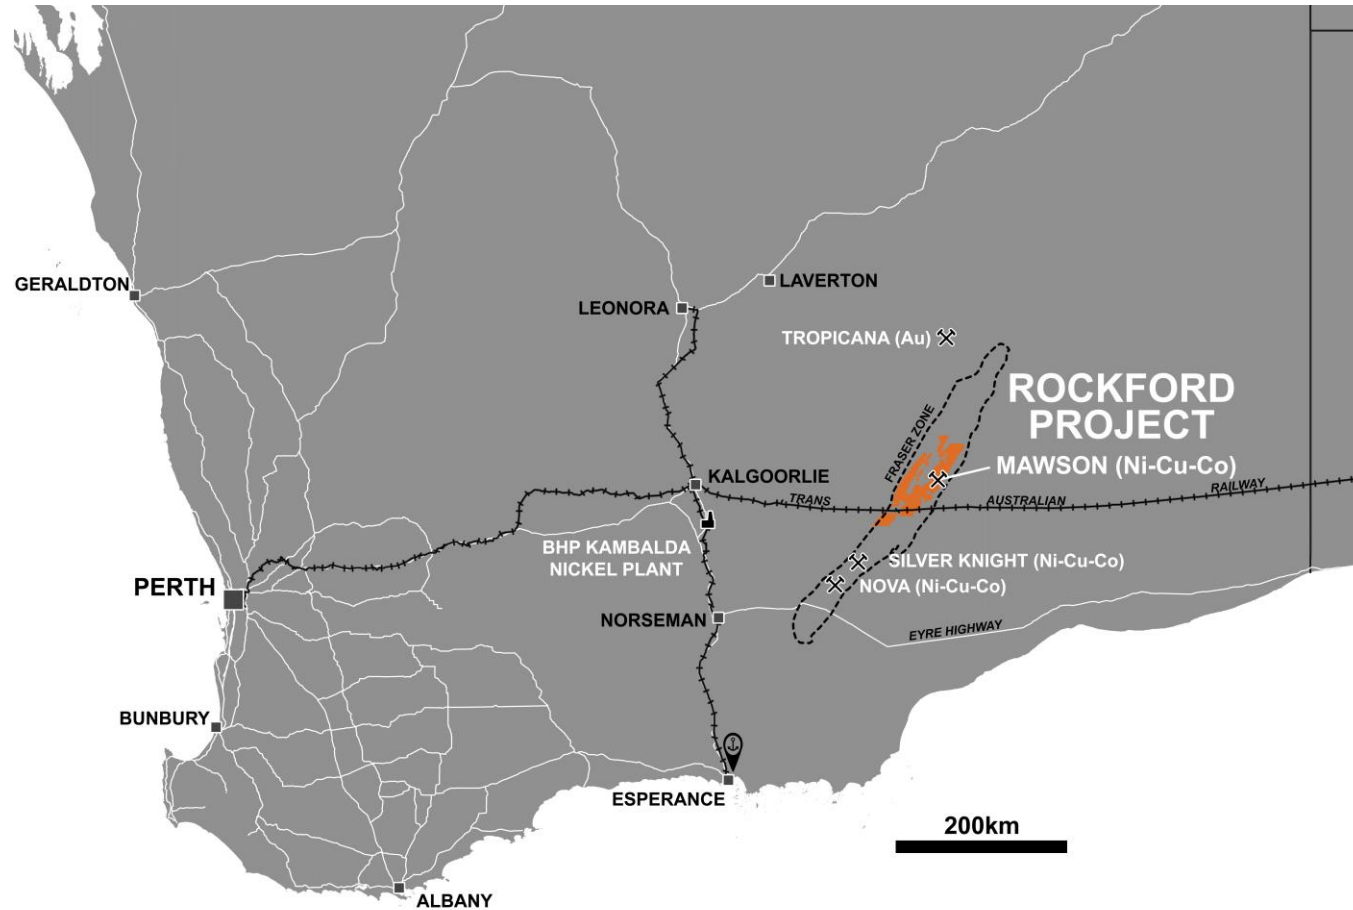 GERALDTON
LEONORA
LAVERTON
TROPICANA (Au)
ROCKFORD
PROJECT
FRASER ZONE
MAWSON (Ni-Cu-Co)
KALGOORLIE
TRANS
AUSTRALIAN
RAILWAY
BHP KAMBALDA
NICKEL PLANT
SILVER KNIGHT (Ni-Cu-Co)
NOVA (Ni-Cu-Co)
PERTH
NORSEMAN
EYRE HIGHWAY
BUNBURY
ESPERANCE
200km
ALBANY